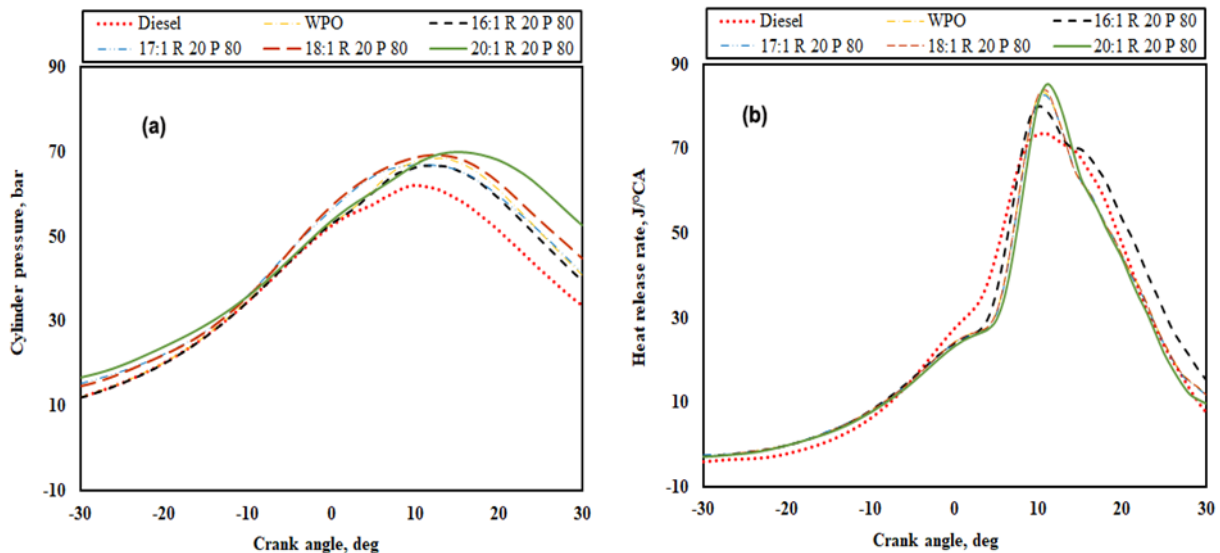 Diesel WPO 16:1 R 20 P 80
17:1 R 20 P 80 18:1 R 20 P 80 20:1 R 20 P 80
90
70
50
30
10
-10
-30 -20 -10 0 10 20 30
Cylinder pressure, bar
Crank angle, deg
(a)
Diesel WPO 16:1 R 20 P 80
17:1 R 20 P 80 18:1 R 20 P 80 20:1 R 20 P 80
90
70
50
30
10
-10
-30 -20 -10 0 10 20 30
Heat release rate, J/°CA
Crank angle, deg
(b)